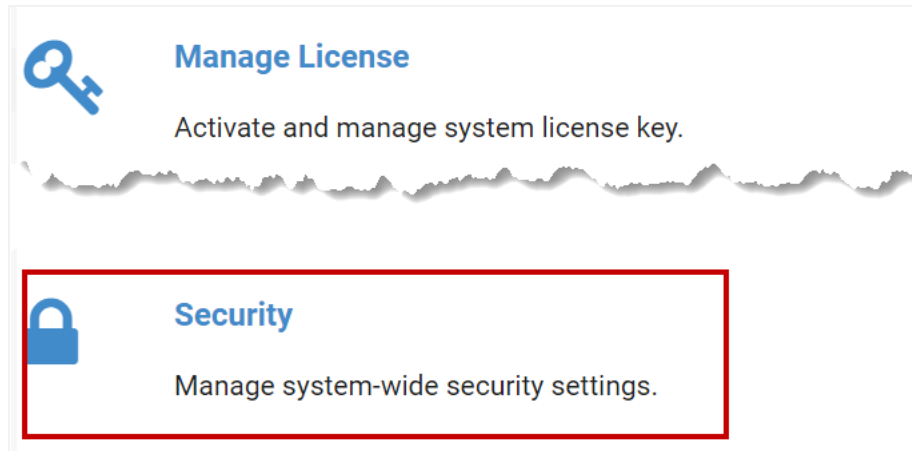 Manage License
Activate and manage system license key.
Security
Manage system-wide security settings.